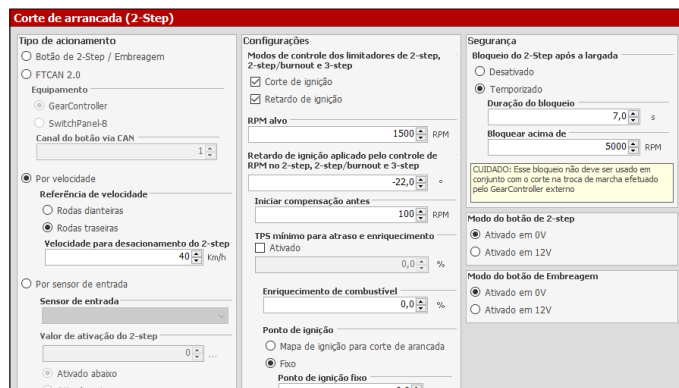 Corte de arrancada (2-Step)
Tipo de acionamento
Botão de 2-Step / Embreagem
FTCAN 2.0
Equipamento
GearController
SwitchPanel-8
Canal do botão via CAN
1
Por velocidade
Referência de velocidade
Rodas dianteiras
Rodas traseiras
Velocidade para desacionamento do 2-step
40 Km/h
Por sensor de entrada
Sensor de entrada
Valor de ativação do 2-step
0 ...
Ativado abaixo
Configurações
Modos de controle dos limitadores de 2-step,
2-step/burnout e 3-step
Corte de ignição
Retardo de ignição
RPM alvo
1500 RPM
Retardo de ignição aplicado pelo controle de
RPM no 2-step, 2-step/burnout e 3-step
-22,0 °
Iniciar compensação antes
100 RPM
TPS mínimo para atraso e enriquecimento
Ativado
0,0 %
Enriquecimento de combustível
0,0 %
Ponto de ignição
Mapa de ignição para corte de arancada
Fixo
Ponto de ignição fixo
Segurança
Bloqueio do 2-Step após a largada
Desativado
Temporizado
Duração do bloqueio
7,0 s
Bloquear acima de
5000 RPM
CUIDADO: Esse bloqueio não deve ser usado em
conjunto com o corte na troca de marcha efetuado
pelo GearController externo
Modo do botão de 2-step
Ativado em 0V
Ativado em 12V
Modo do botão de Embreagem
Ativado em 0V
Ativado em 12V